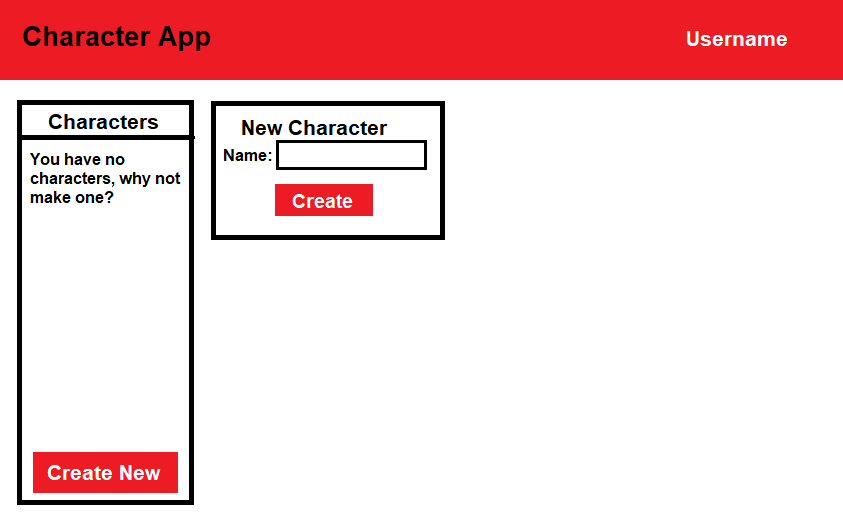 Character App
Username
Characters
You have no
characters, why not
make one?
Create New
New Character
Name:
Create